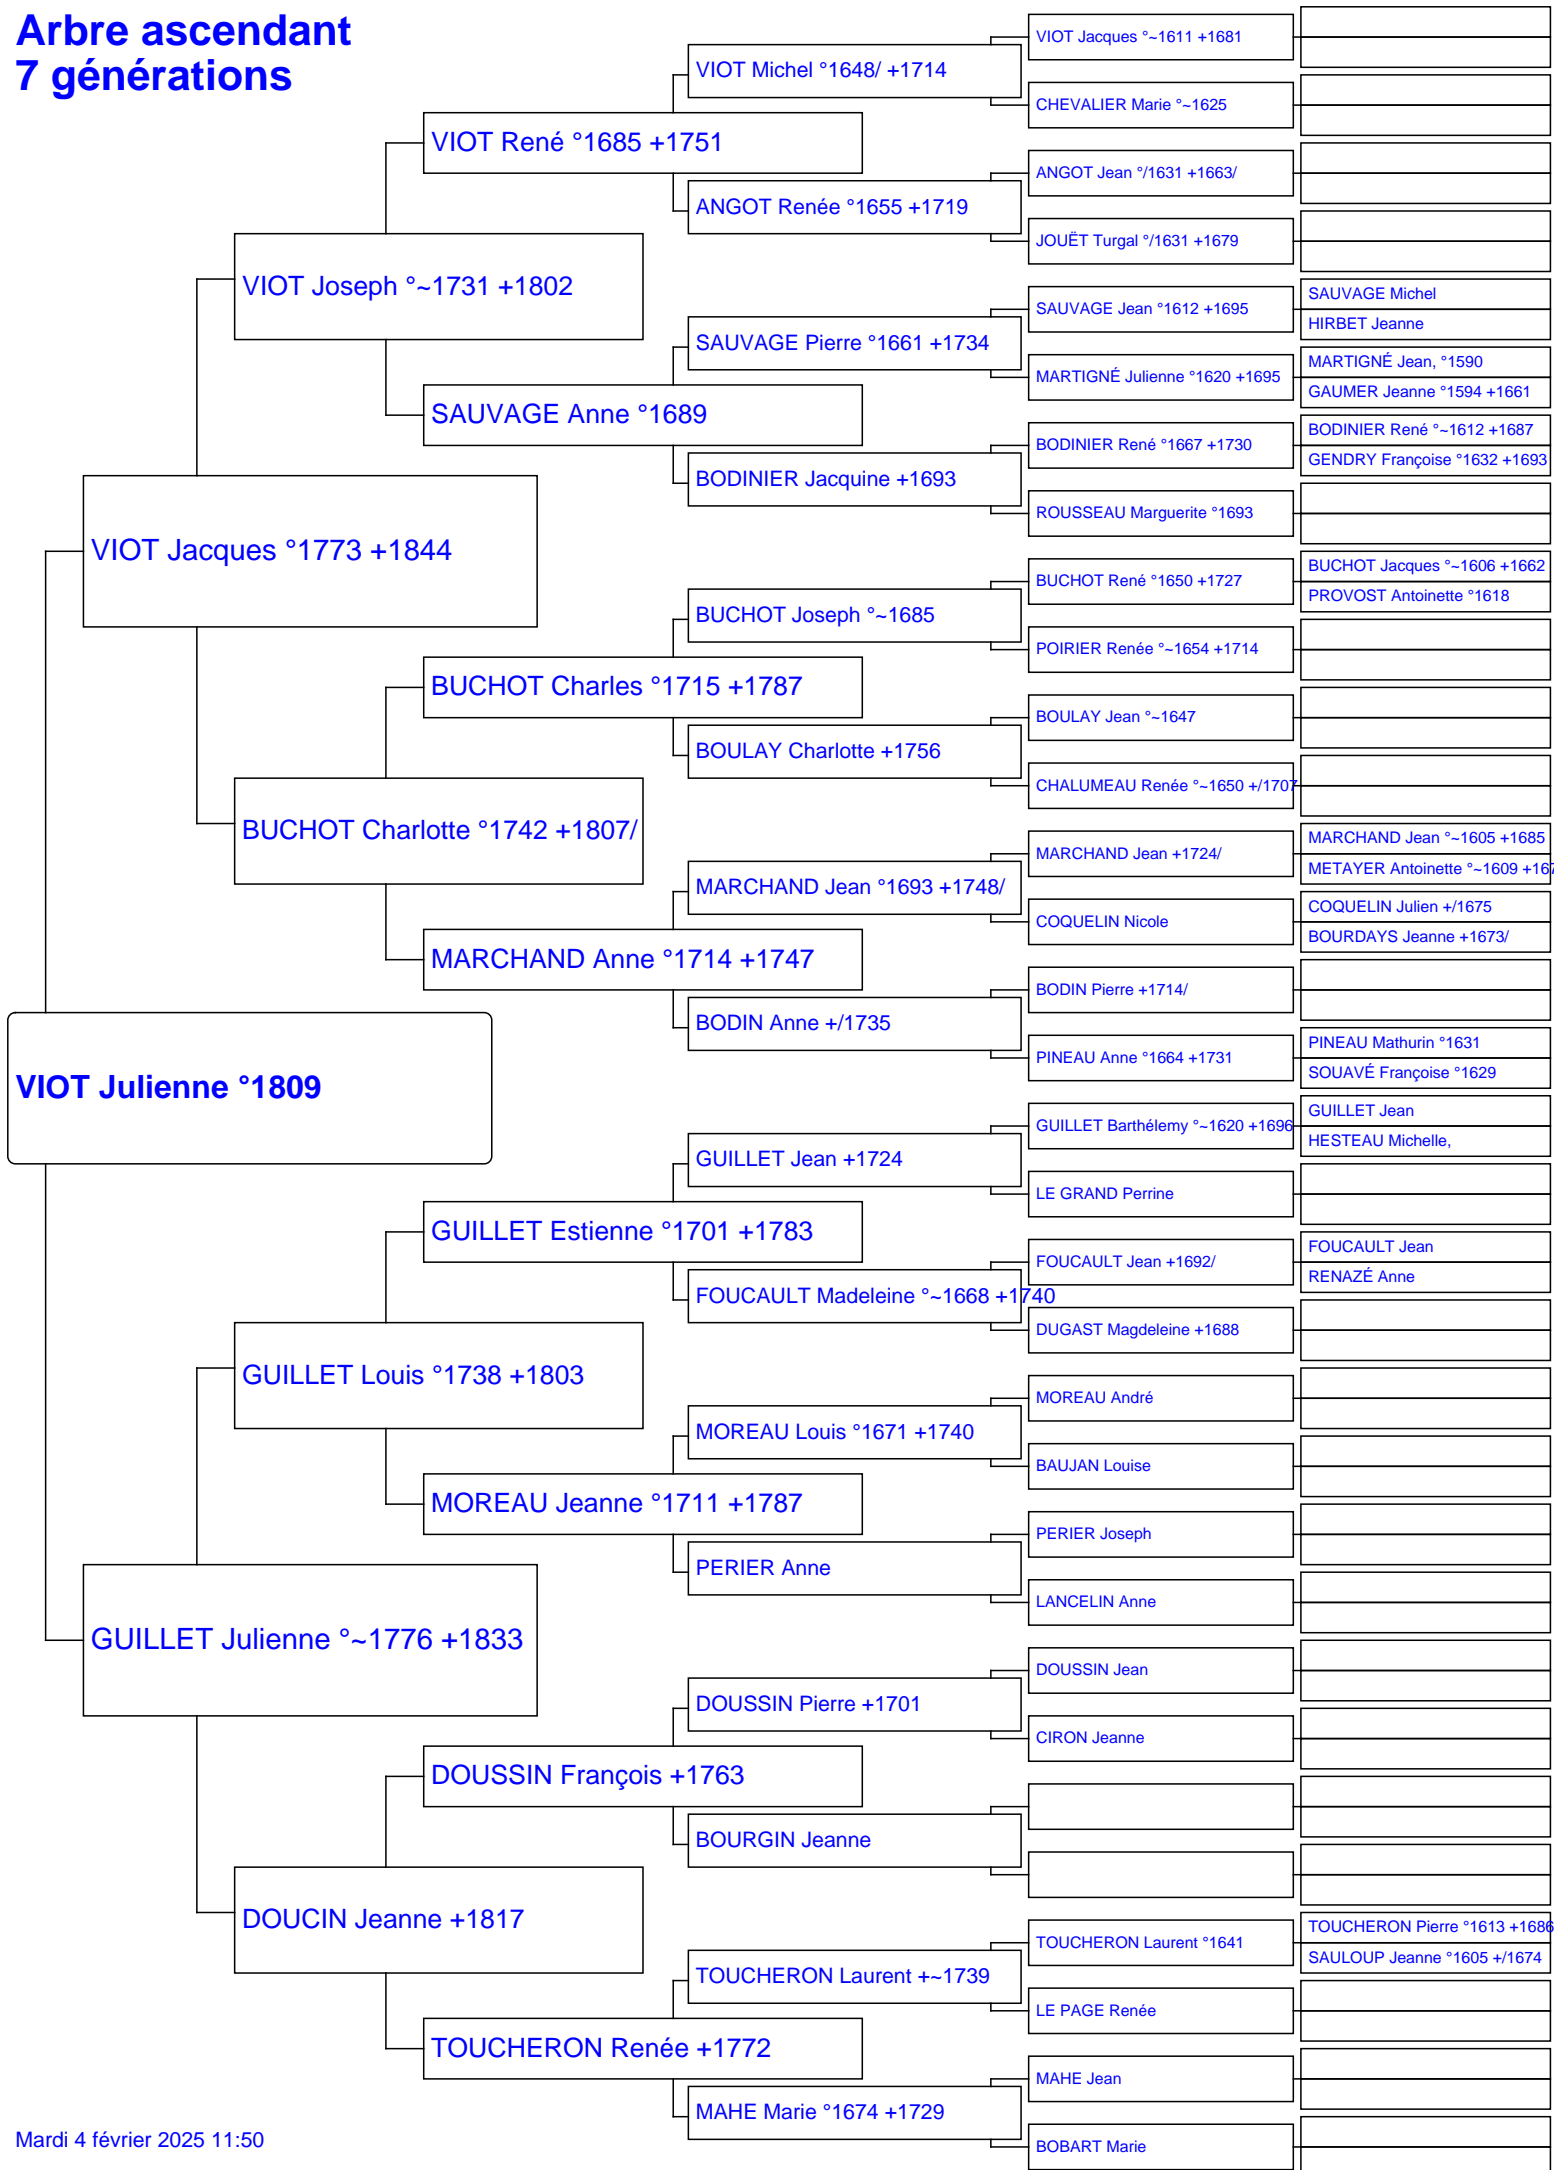 Arbre ascendant
7 générations
VIOT Julienne °1809
VIOT Jacques °1773 +1844
GUILLET Julienne °~1776 +1833
VIOT Joseph °~1731 +1802
BUCHOT Charlotte °1742 +1807/
GUILLET Louis °1738 +1803
DOUCIN Jeanne +1817
VIOT René °1685 +1751
SAUVAGE Anne °1689
BUCHOT Charles °1715 +1787
MARCHAND Anne °1714 +1747
GUILLET Estienne °1701 +1783
MOREAU Jeanne °1711 +1787
DOUSSIN François +1763
TOUCHERON Renée +1772
VIOT Michel °1648/ +1714
ANGOT Renée °1655 +1719
SAUVAGE Pierre °1661 +1734
BODINIER Jacquine +1693
BUCHOT Joseph °~1685
BOULAY Charlotte +1756
MARCHAND Jean °1693 +1748/
BODIN Anne +/1735
GUILLET Jean +1724
FOUCAULT Madeleine °~1668 +1740
MOREAU Louis °1671 +1740
PERIER Anne
DOUSSIN Pierre +1701
BOURGIN Jeanne
TOUCHERON Laurent +~1739
MAHE Marie °1674 +1729
VIOT Jacques °~1611 +1681
CHEVALIER Marie °~1625
ANGOT Jean °/1631 +1663/
JOUËT Turgal °/1631 +1679
SAUVAGE Jean °1612 +1695
MARTIGNÉ Julienne °1620 +1695
BODINIER René °1667 +1730
ROUSSEAU Marguerite °1693
BUCHOT René °1650 +1727
POIRIER Renée °~1654 +1714
BOULAY Jean °~1647
CHALUMEAU Renée °~1650 +/1707
MARCHAND Jean +1724/
COQUELIN Nicole
BODIN Pierre +1714/
PINEAU Anne °1664 +1731
GUILLET Barthélemy °~1620 +1696
LE GRAND Perrine
FOUCAULT Jean +1692/
DUGAST Magdeleine +1688
MOREAU André
BAUJAN Louise
PERIER Joseph
LANCELIN Anne
DOUSSIN Jean
CIRON Jeanne
TOUCHERON Laurent °1641
LE PAGE Renée
MAHE Jean
BOBART Marie
SAUVAGE Michel
HIRBET Jeanne
MARTIGNÉ Jean, °1590
GAUMER Jeanne °1594 +1661
BODINIER René °~1612 +1687
GENDRY Françoise °1632 +1693
BUCHOT Jacques °~1606 +1662
PROVOST Antoinette °1618
MARCHAND Jean °~1605 +1685
METAYER Antoinette °~1609
COQUELIN Julien +/1675
BOURDAYS Jeanne +1673/
PINEAU Mathurin °1631
SOUAVÉ Françoise °1629
GUILLET Jean
HESTEAU Michelle,
FOUCAULT Jean
RENAZÉ Anne
TOUCHERON Pierre °1613 +1686
SAULOUP Jeanne °1605 +/1674
Mardi 4 février 2025 11:50